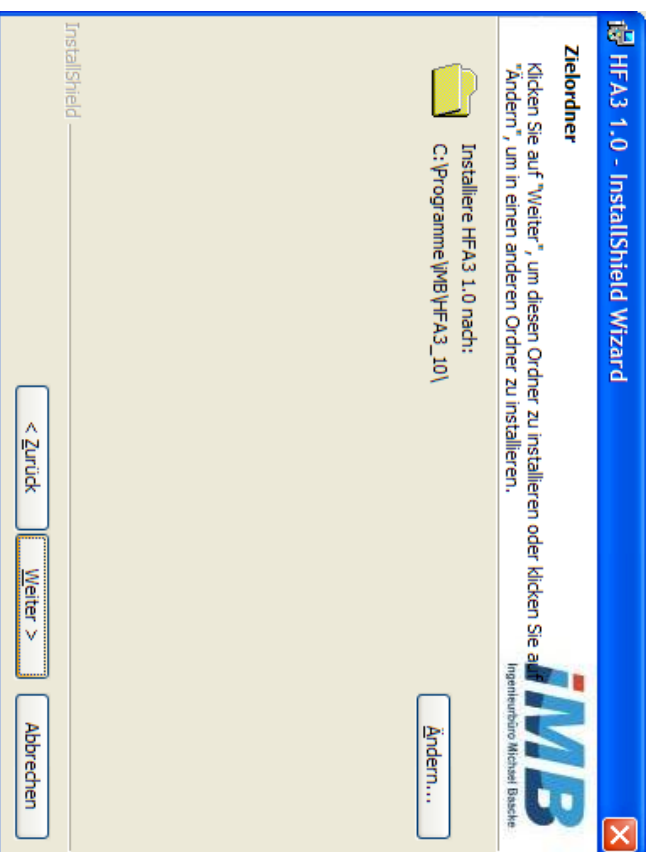 HFA3 1.0 - InstallShield Wizard
Zielordner
Klicken Sie auf "Weiter", um diesen Ordner zu installieren oder klicken Sie auf
"Ändern", um in einen anderen Ordner zu installieren.
iMB
Ingenieurbüro Michael Baacke
Installiere HFA3 1.0 nach:
C:\Programme\iMB\HFA3_10\
Ändern...
InstallShield
< Zurück
Weiter >
Abbrechen